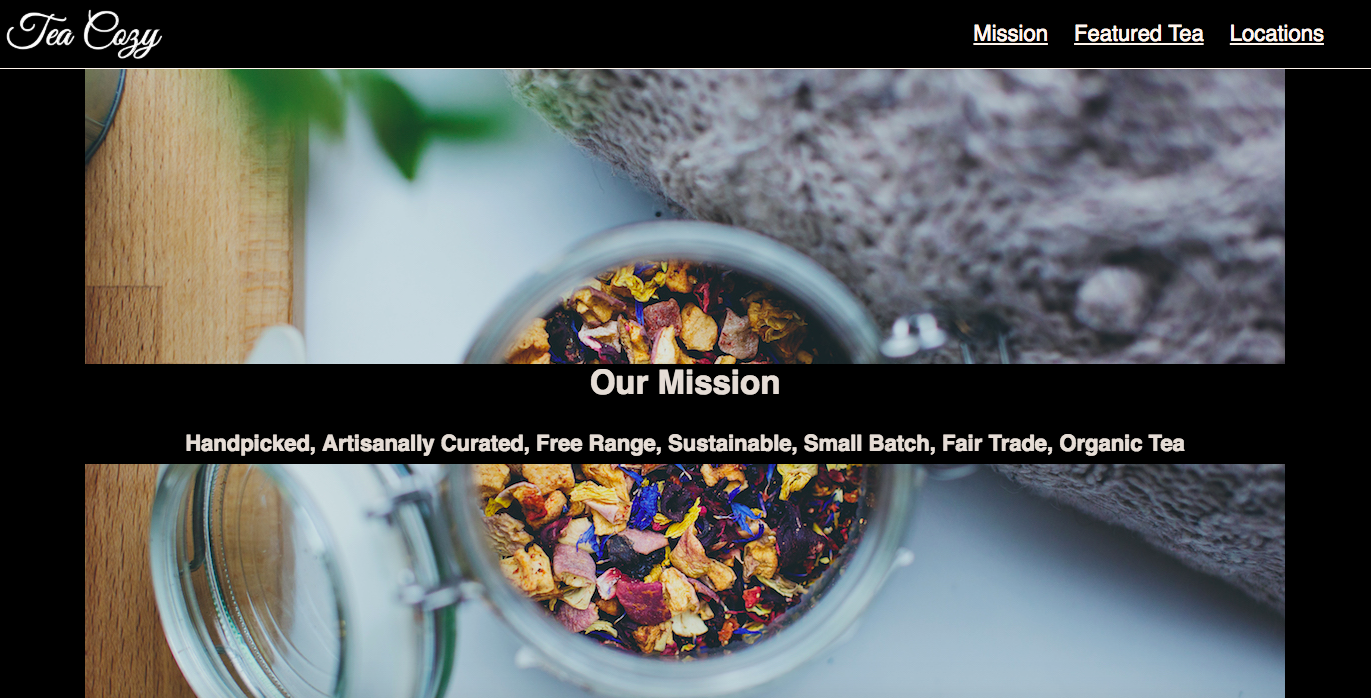 Tea Cozy
Mission Featured Tea Locations
Our Mission
Handpicked, Artisanally Curated, Free Range, Sustainable, Small Batch, Fair Trade, Organic Tea